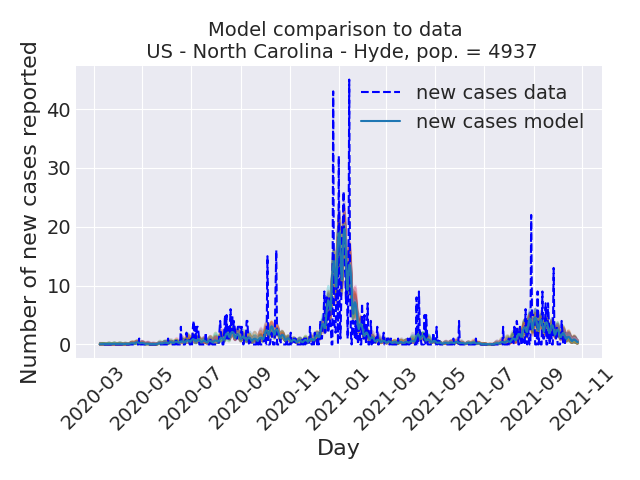 Model comparison to data
US - North Carolina - Hyde, pop. = 4937
Number of new cases reported
40
30
20
10
0
new cases data
new cases model
2020-03
2020-05
2020-07
2020-09
2020-11
2021-01
2021-03
2021-05
2021-07
2021-09
2021-11
Day